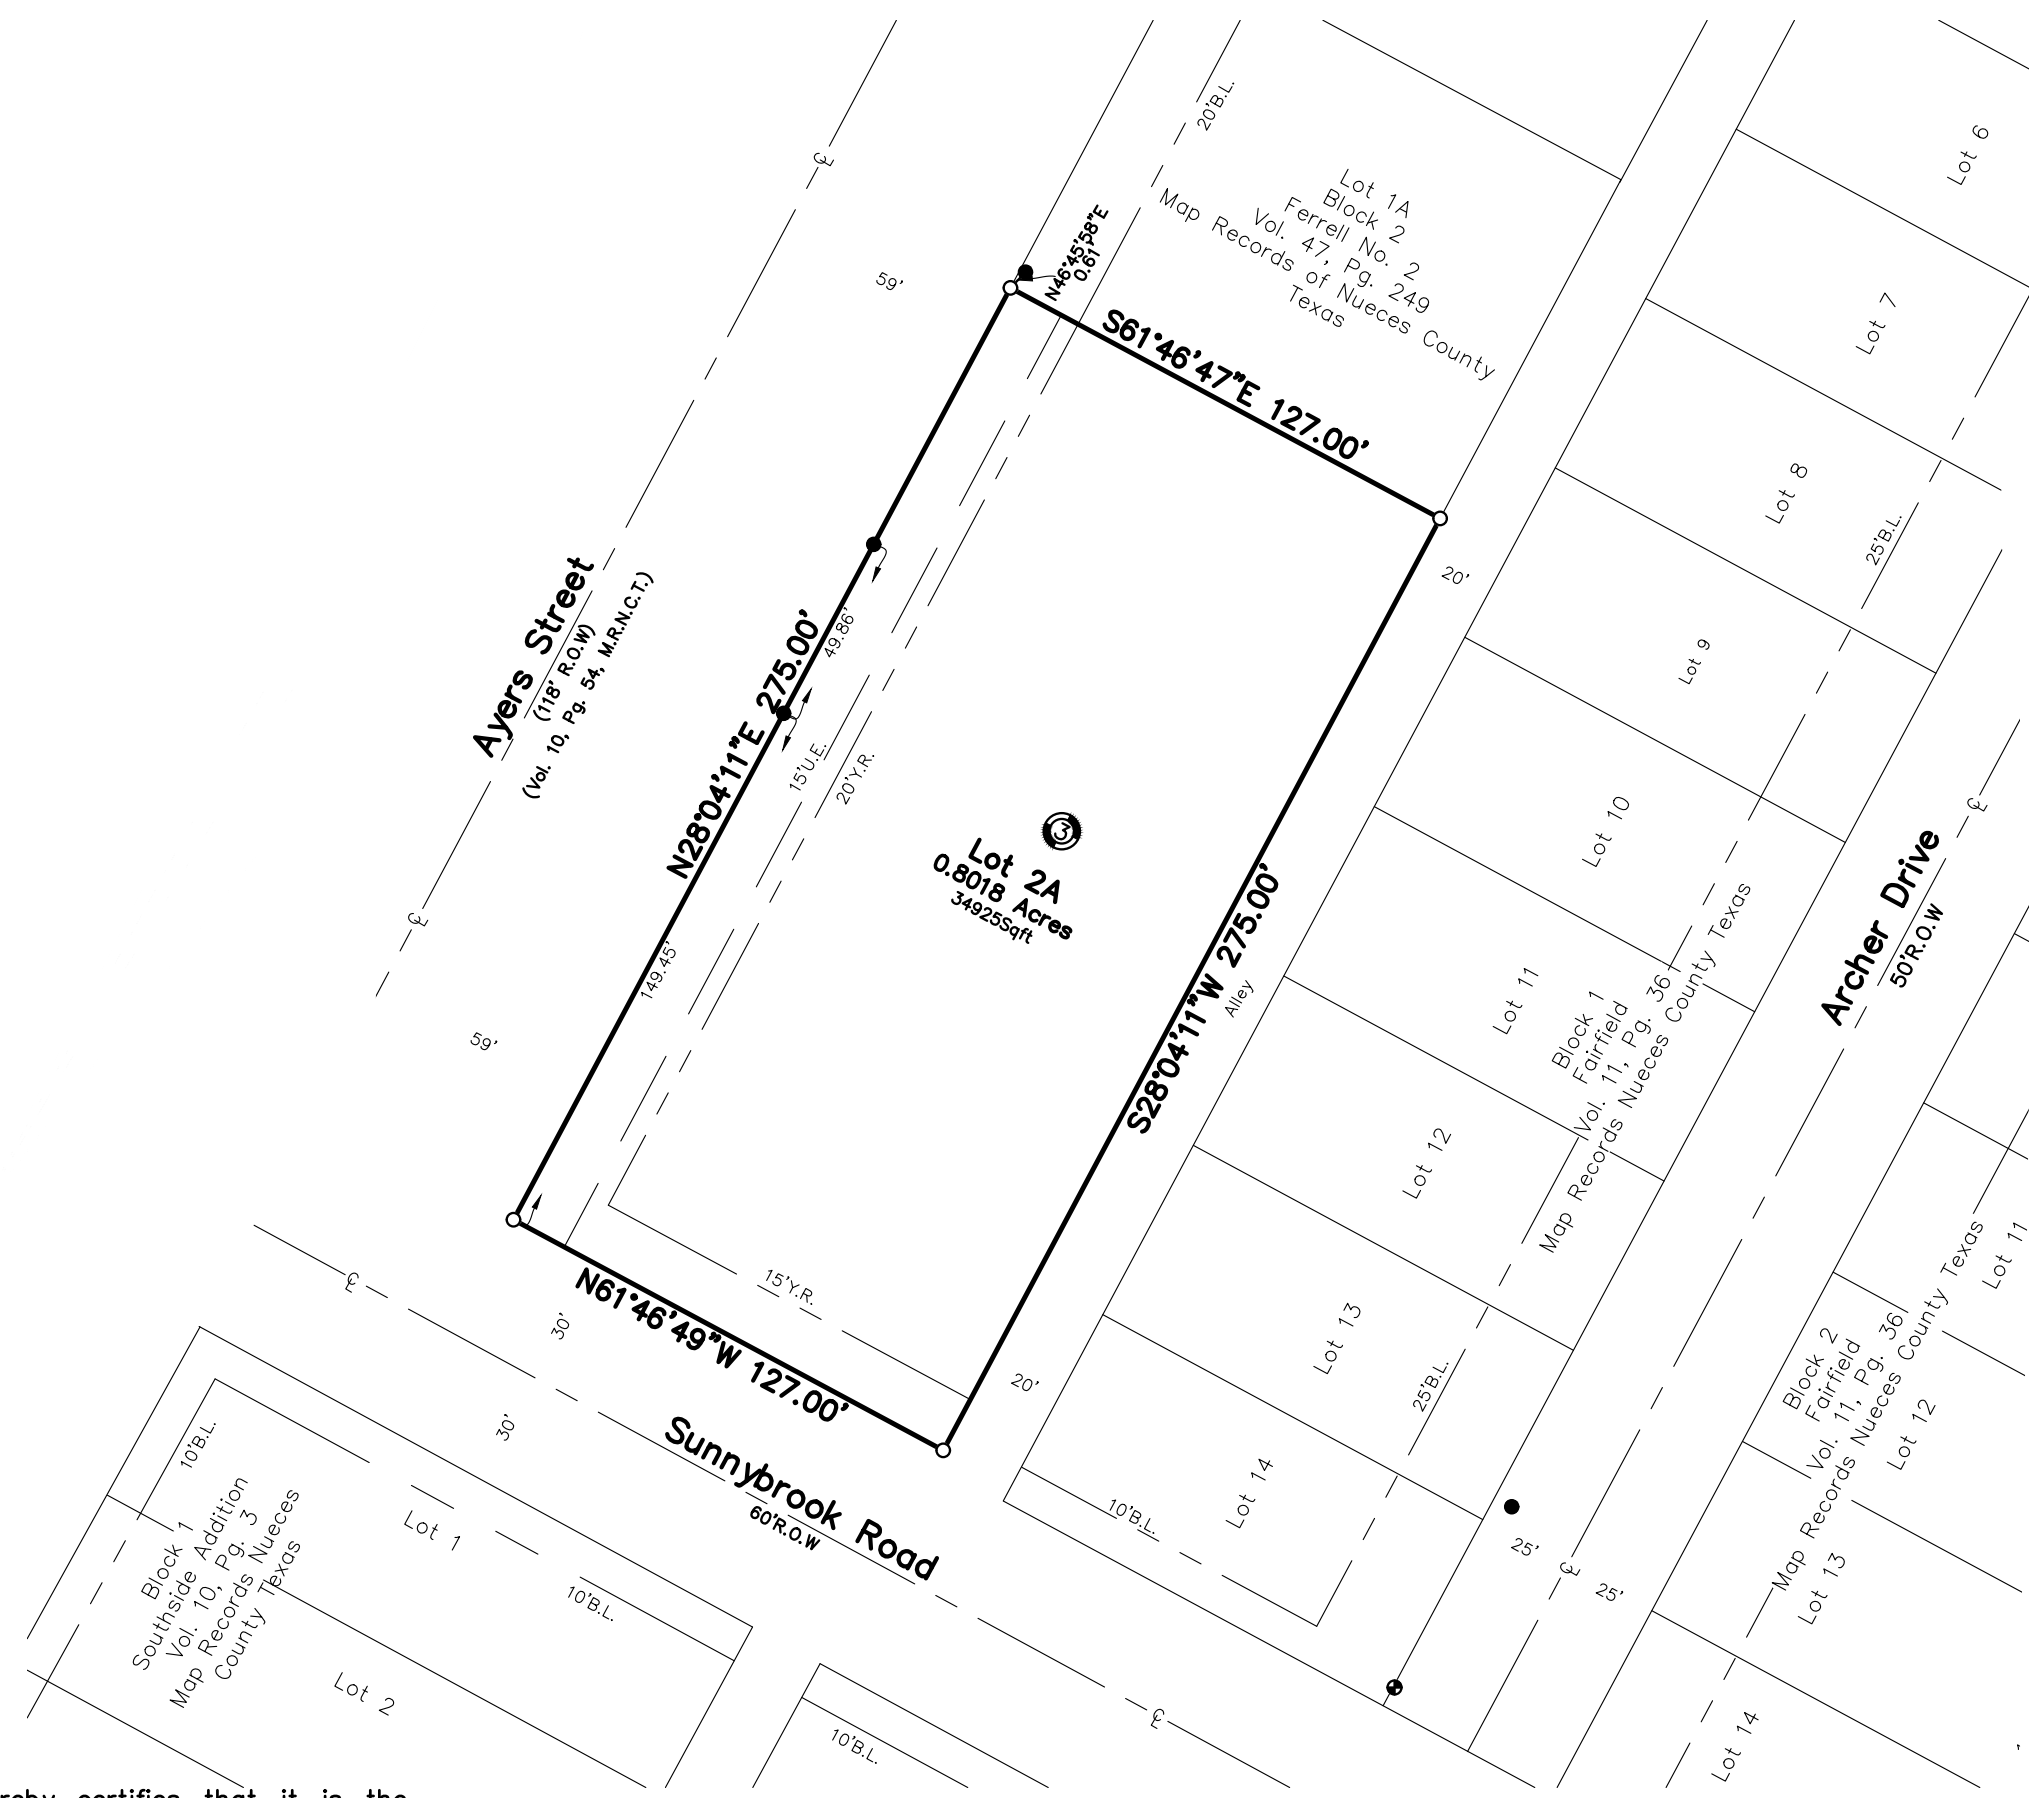 20'B.L.
Lot 6
Lot 1A
Block 2
Ferrell No. 2
Vol. 47, Pg. 249
Map Records of Nueces County
Texas
℄
59'
N46°45'58"E
0.61'
Lot 7
S61°46'47"E 127.00'
Lot 8
25'B.L.
20'
Ayers Street
(118' R.O.W)
(Vol. 10, Pg. 54, M.R.N.C.T.)
49.86'
N28°04'11"E 275.00'
Lot 9
15'U.E.
20'Y.R.
3
Lot 2A
0.8018 Acres
34925Sqft
Lot 10
℄
Archer Drive
50'R.O.W
℄
149.45'
59'
S28°04'11"W 275.00'
Alley
Lot 11
Block 1
Fairfield
Vol. 11, Pg. 36
Map Records Nueces County Texas
Lot 12
℄
30'
15'Y.R.
N61°46'49"W 127.00'
20'
Lot 13
25'B.L.
Lot 11
Block 2
Fairfield
Vol. 11, Pg. 36
Map Records Nueces County Texas
Lot 12
30'
Sunnybrook Road
60'R.O.W
10'B.L.
Lot 14
10'B.L.
25'
℄
25'
Lot 13
Block 1
Southside Addition
Vol. 10, Pg. 3
Map Records Nueces
County Texas
Lot 1
10'B.L.
Lot 2
℄
10'B.L.
Lot 14
certifies that it is the